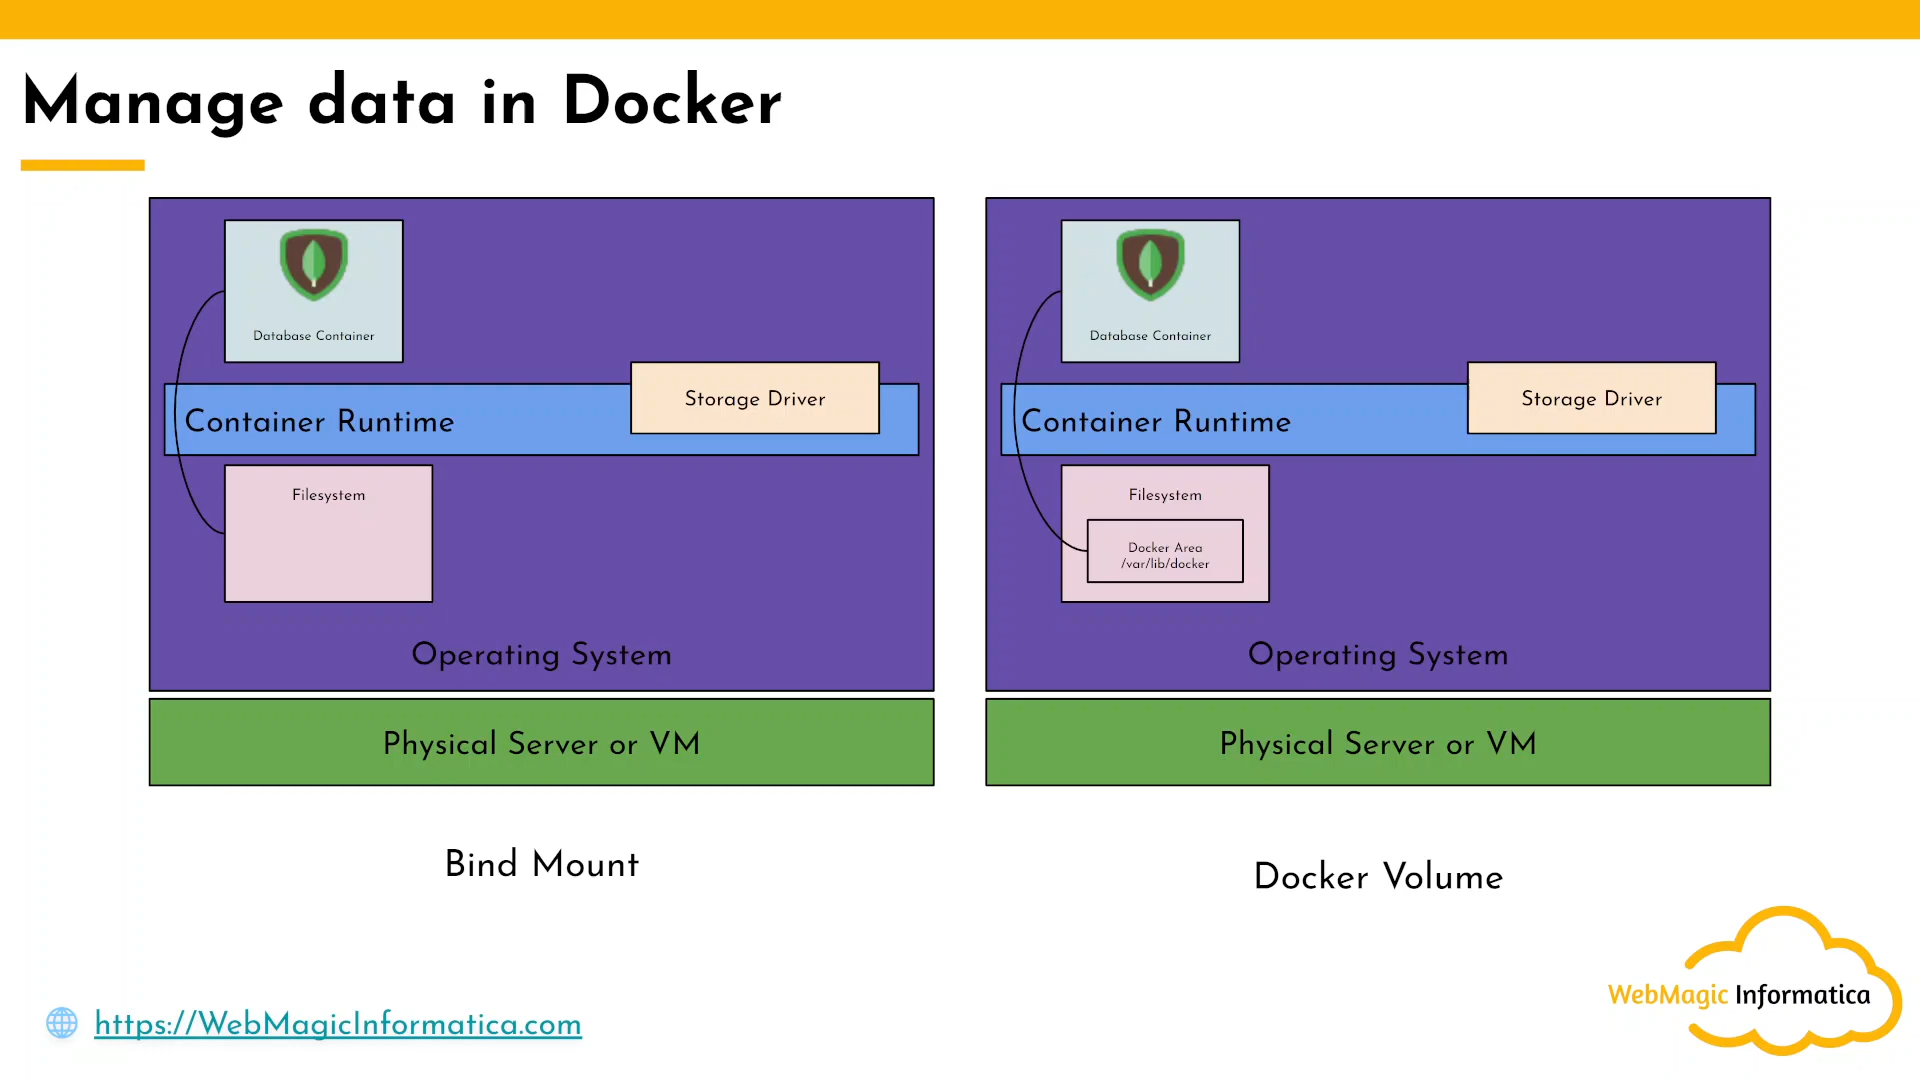 Manage data in Docker
Database Container
Storage Driver
Container Runtime
Filesystem
Operating System
Physical Server or VM
Bind Mount
Database Container
Storage Driver
Container Runtime
Filesystem
Docker Area
/var/lib/docker
Operating System
Physical Server or VM
Docker Volume
https://WebMagicInformatica.com
WebMagic Informatica